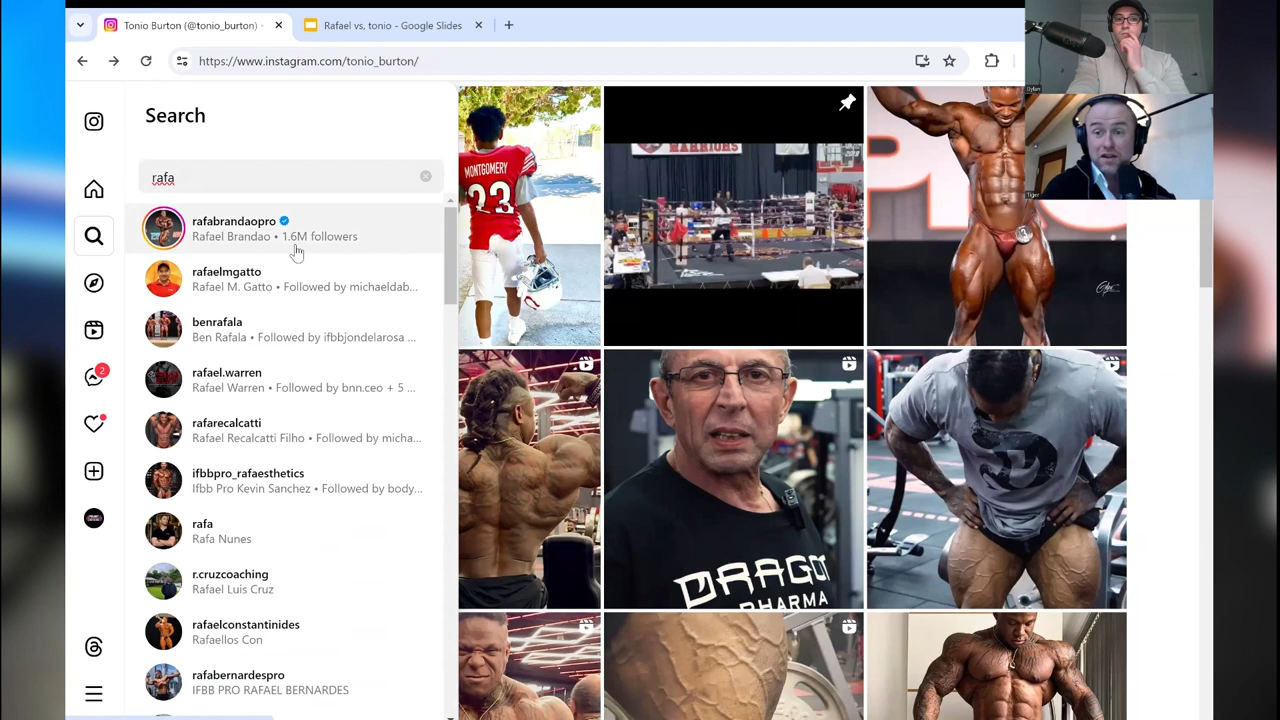 Tonio Burton (@tonio_burton) •
Rafael vs, tonio - Google Slides
https://www.instagram.com/tonio_burton/
Dylan
Tiger
Search
rafa
rafabrandaopro
Rafael Brandao • 1.6M followers
rafaelmgatto
Rafael M. Gatto • Followed by michaeldab...
benrafala
Ben Rafala • Followed by ifbbjondelarosa ...
rafael.warren
Rafael Warren • Followed by bnn.ceo + 5 ...
rafarecalcatti
Rafael Recalcatti Filho • Followed by micha...
ifbbpro_rafaesthetics
Ifbb Pro Kevin Sanchez • Followed by body...
rafa
Rafa Nunes
r.cruzcoaching
Rafael Luis Cruz
rafaelconstantinides
Rafaellos Con
rafabernardespro
IFBB PRO RAFAEL BERNARDES
2
MONTGOMERY
23
WARRIORS
DRAGON
PHARMA